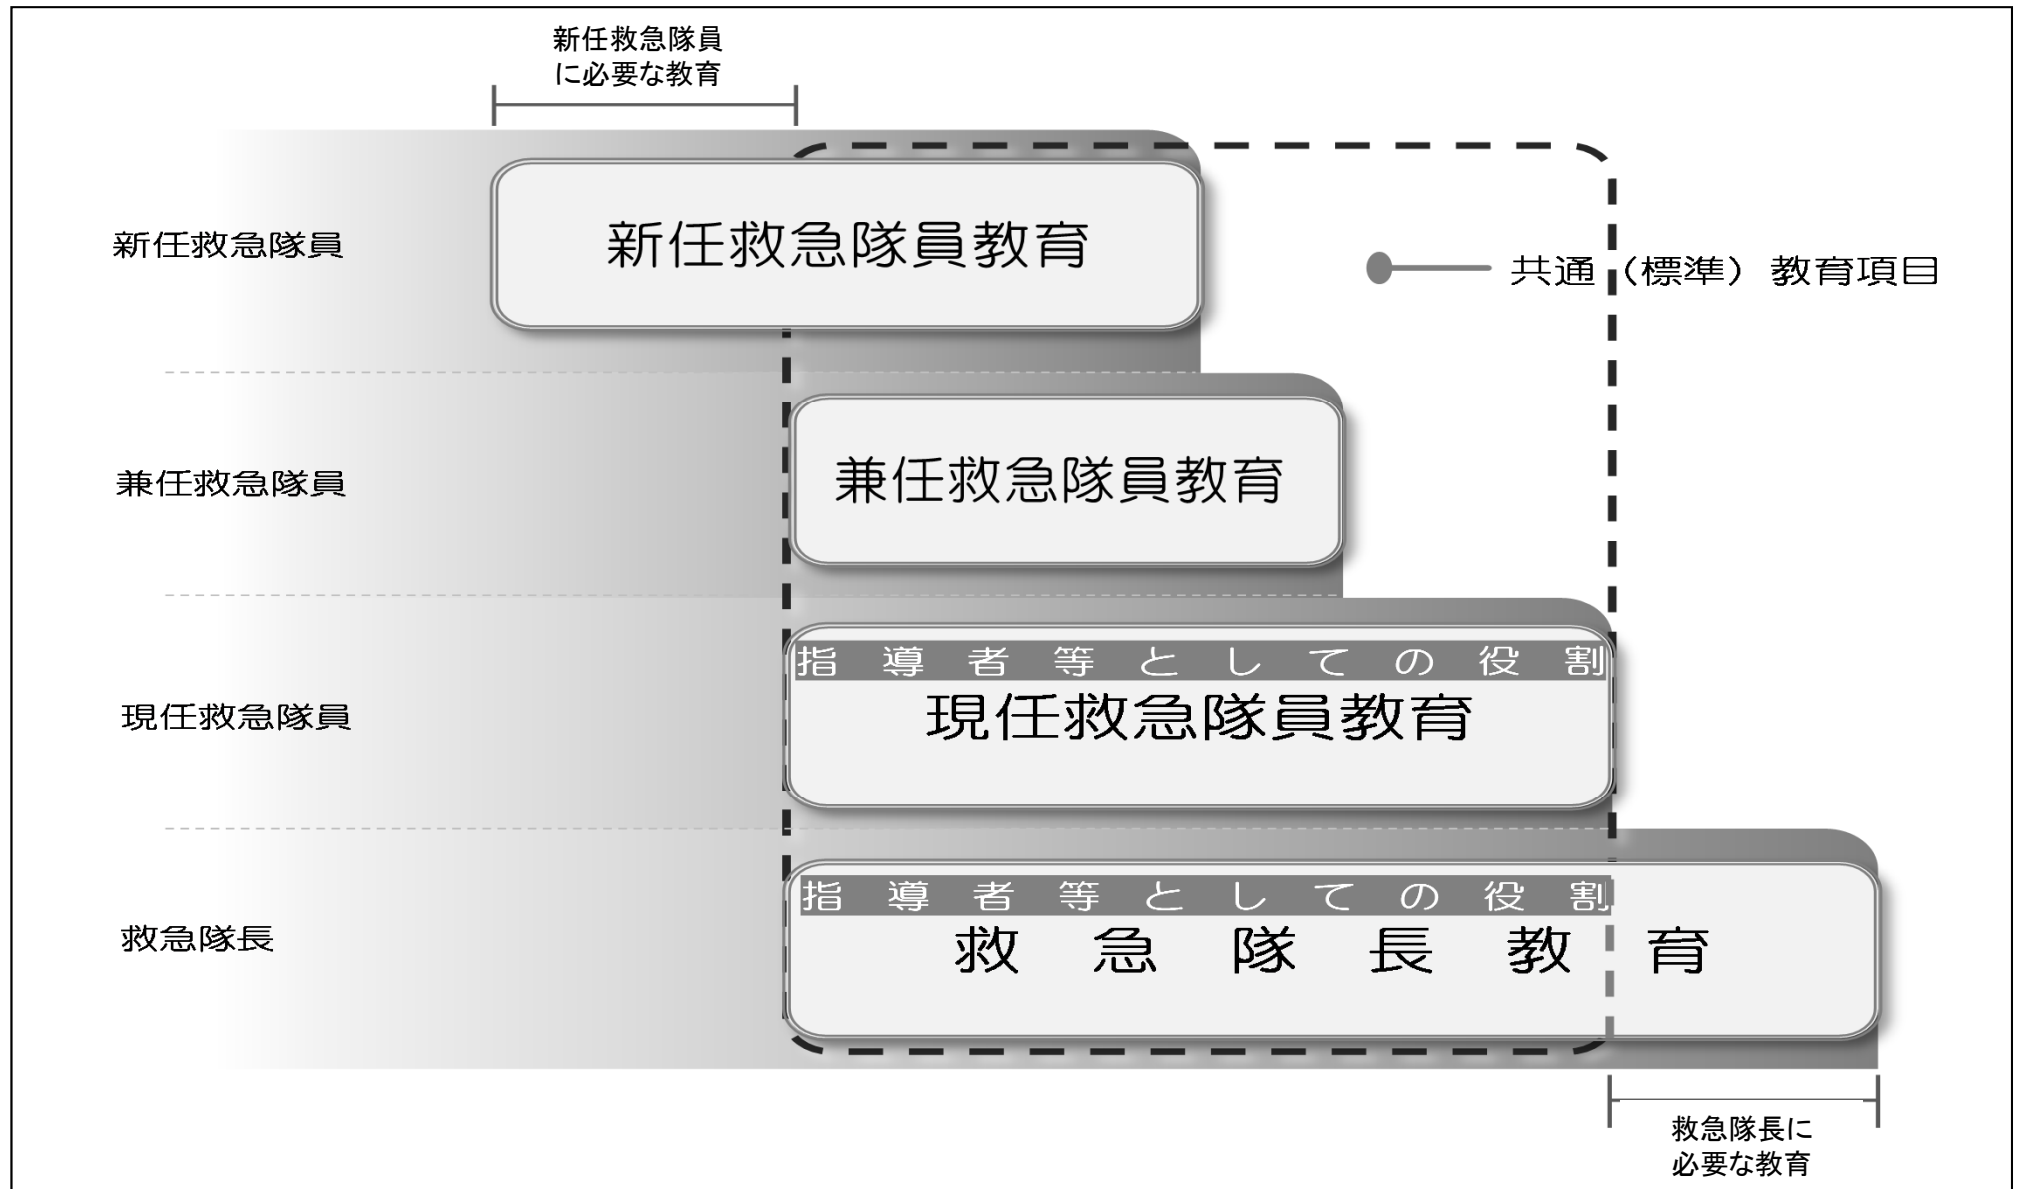 新任救急隊員
に必要な教育
新任救急隊員
新任救急隊員教育
共通（標準）教育項目
兼任救急隊員
兼任救急隊員教育
指導者等としての役割
現任救急隊員
現任救急隊員教育
指導者等としての役割
救急隊長
救急隊長教育
救急隊長に
必要な教育